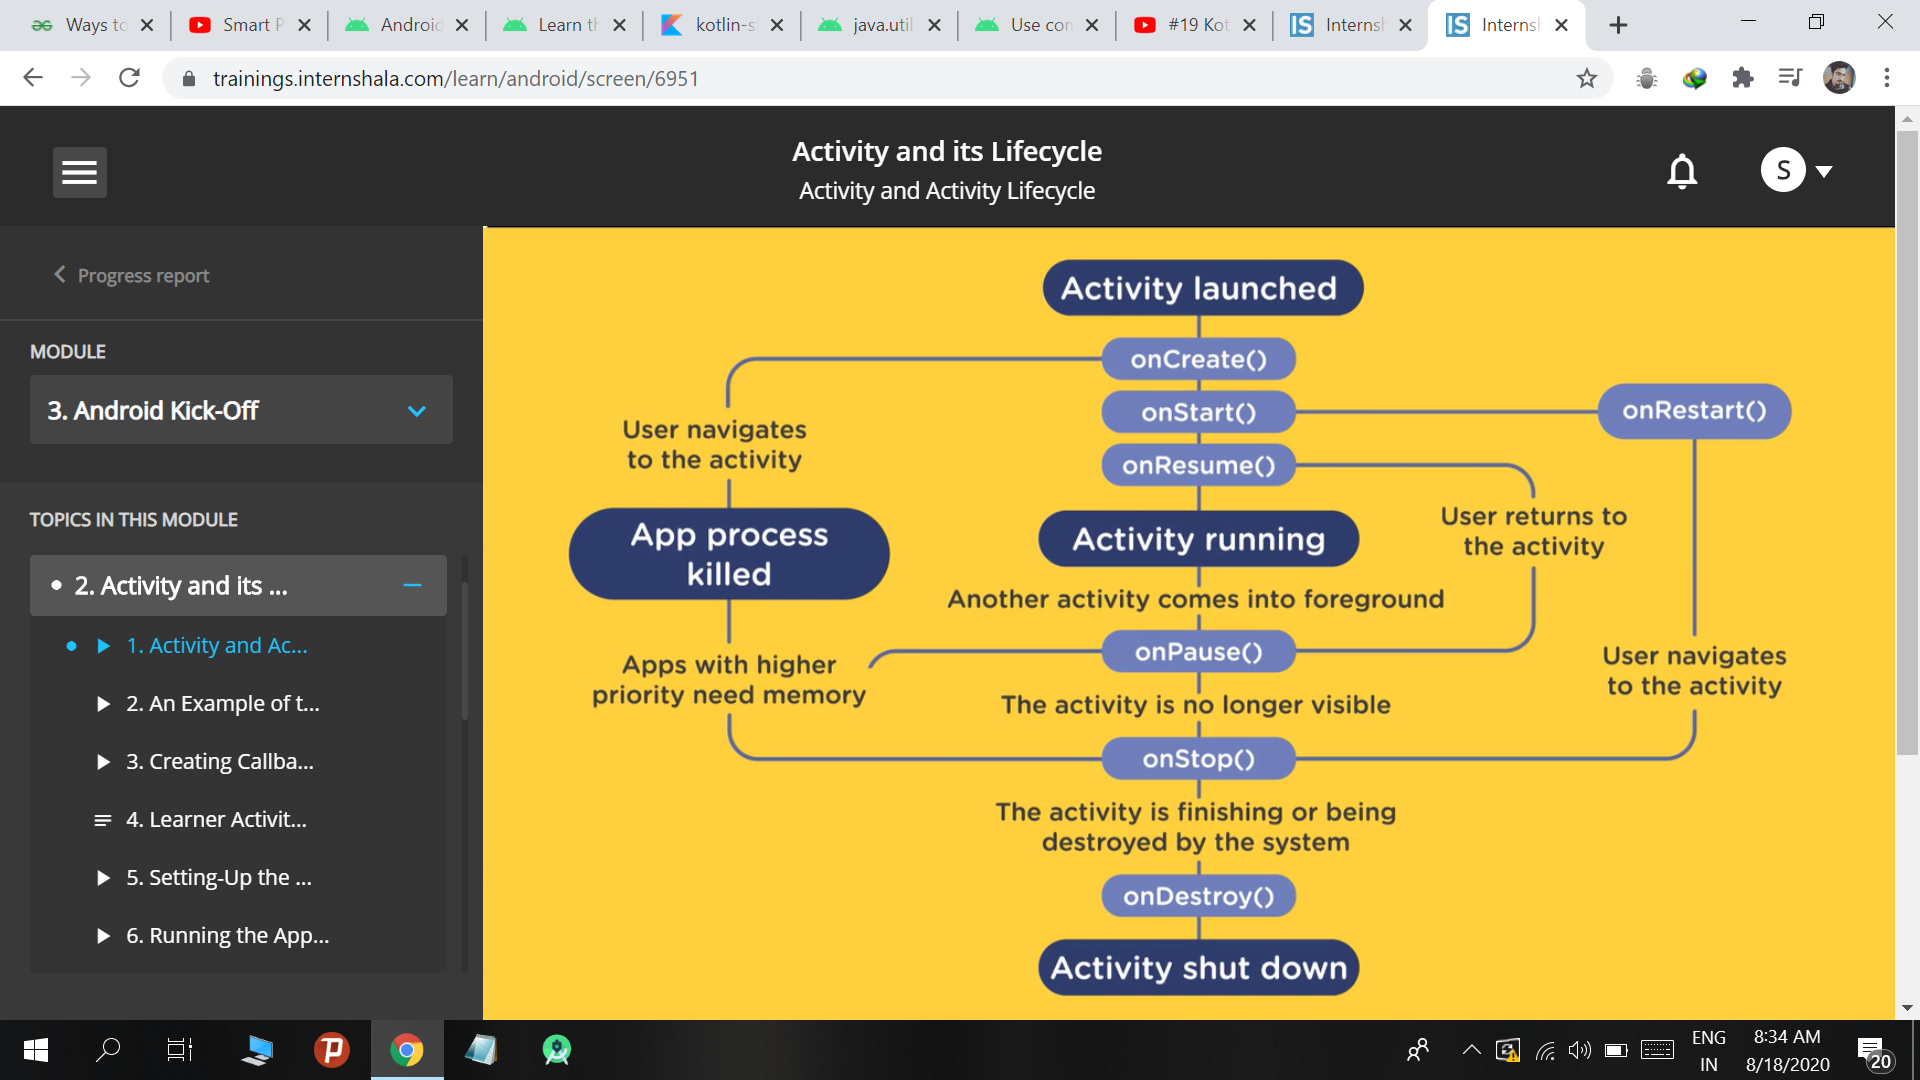 Ways to
Smart P
Android
Learn th
kotlin-s
java.util
Use con
#19 Kot
IS Internsh
IS Internsh
trainings.internshala.com/learn/android/screen/6951
Activity and its Lifecycle
Activity and Activity Lifecycle
S
Progress report
MODULE
3. Android Kick-Off
TOPICS IN THIS MODULE
2. Activity and its ...
1. Activity and Ac...
2. An Example of t...
3. Creating Callba...
4. Learner Activit...
5. Setting-Up the ...
6. Running the App...
Activity launched
onCreate()
onStart()
onRestart()
onResume()
User navigates
to the activity
App process
killed
Activity running
User returns to
the activity
Another activity comes into foreground
onPause()
Apps with higher
priority need memory
User navigates
to the activity
The activity is no longer visible
onStop()
The activity is finishing or being
destroyed by the system
onDestroy()
Activity shut down
ENG
IN
8:34 AM
8/18/2020
20